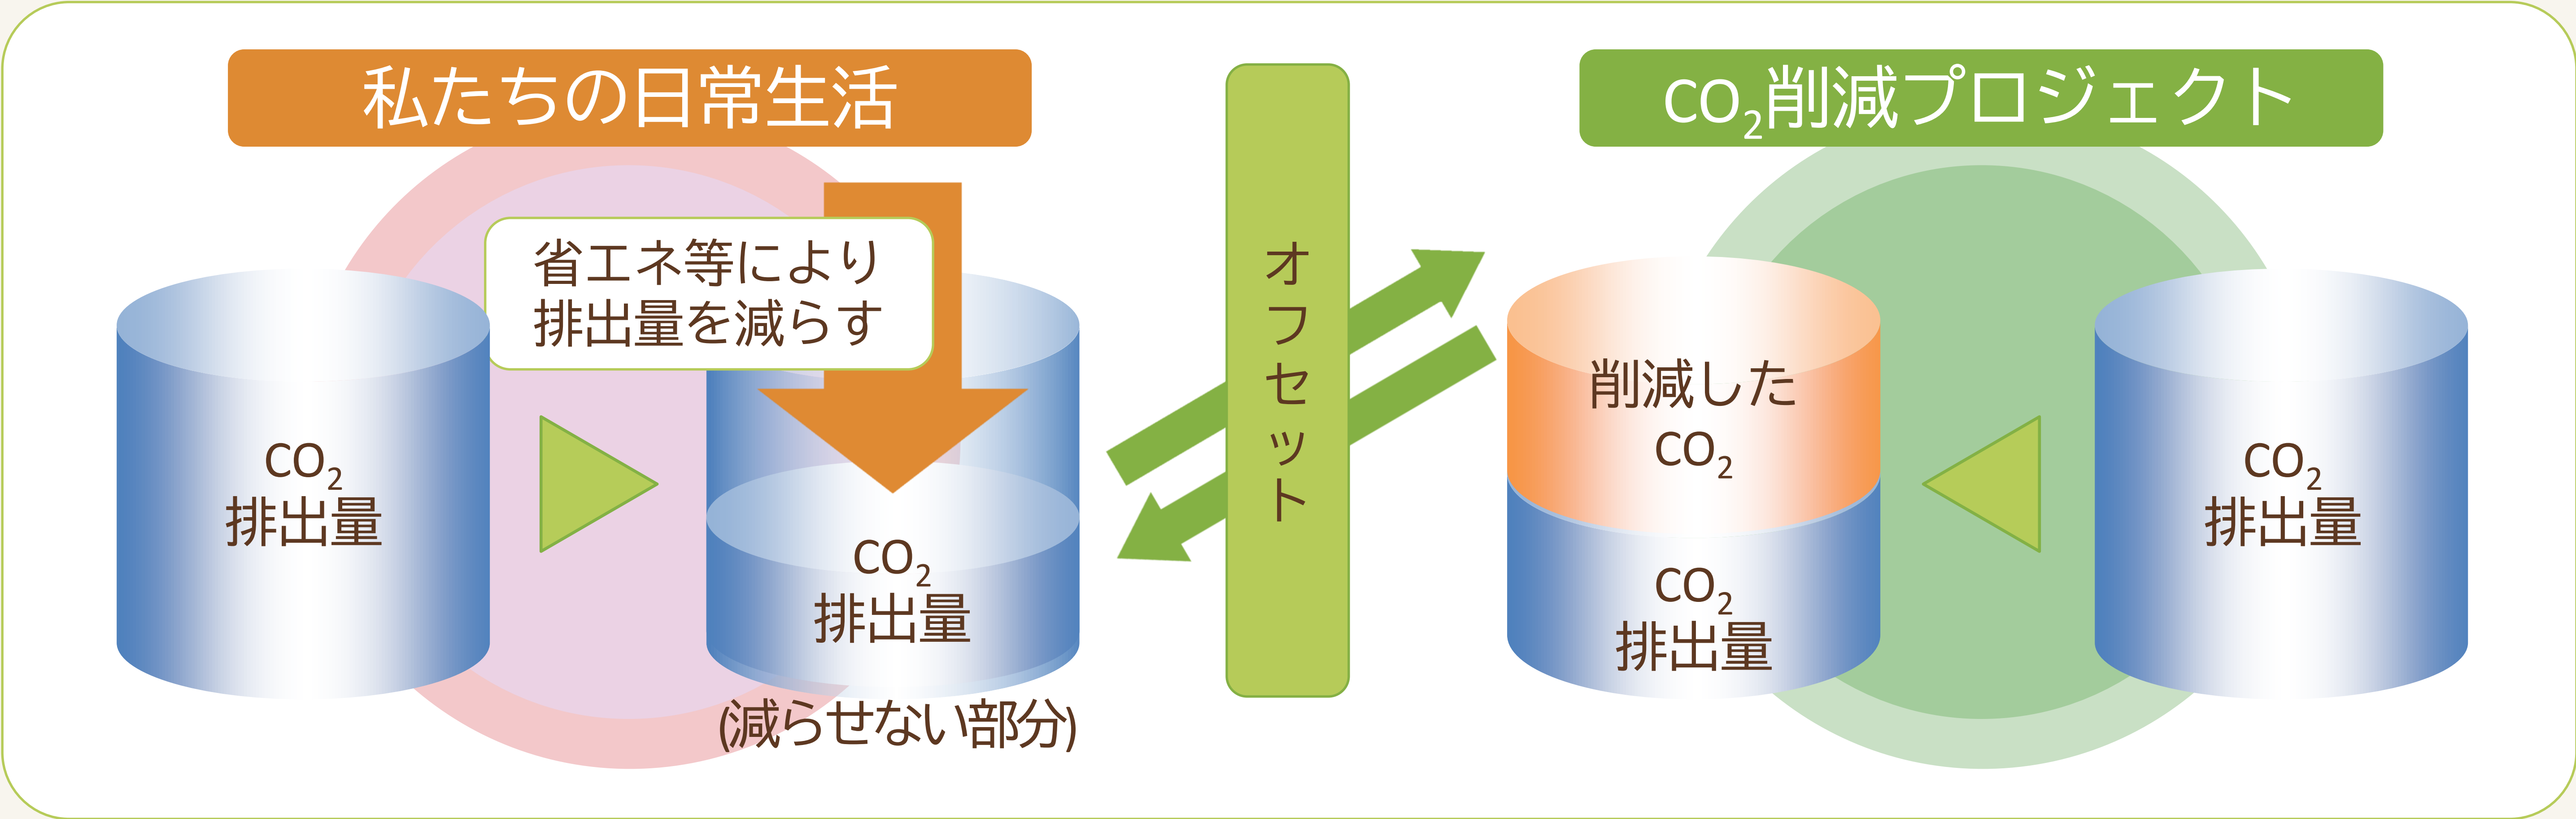 私たちの日常生活
省エネ等により
排出量を減らす
CO₂
排出量
CO₂
排出量
(減らせない部分)
オフセット
CO₂削減プロジェクト
削減した
CO₂
CO₂
排出量
CO₂
排出量